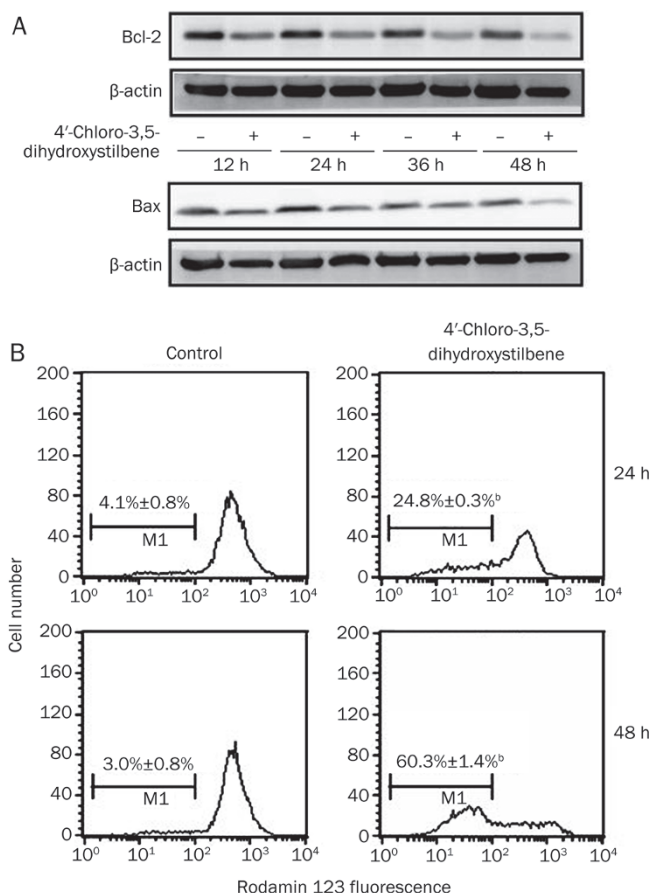 A
Bcl-2
β-actin
4′-Chloro-3,5-
dihydroxystilbene
– + – + – + – +
12 h 24 h 36 h 48 h
Bax
β-actin
B
Control
4′-Chloro-3,5-
dihydroxystilbene
200
160
120
80
40
0
4.1%±0.8%
M1
10⁰ 10¹ 10² 10³ 10⁴
200
160
120
80
40
0
24.8%±0.3%ᵇ
M1
10⁰ 10¹ 10² 10³ 10⁴
24 h
Cell number
200
160
120
80
40
0
3.0%±0.8%
M1
10⁰ 10¹ 10² 10³ 10⁴
200
160
120
80
40
0
60.3%±1.4%ᵇ
M1
10⁰ 10¹ 10² 10³ 10⁴
48 h
Rodamin 123 fluorescence